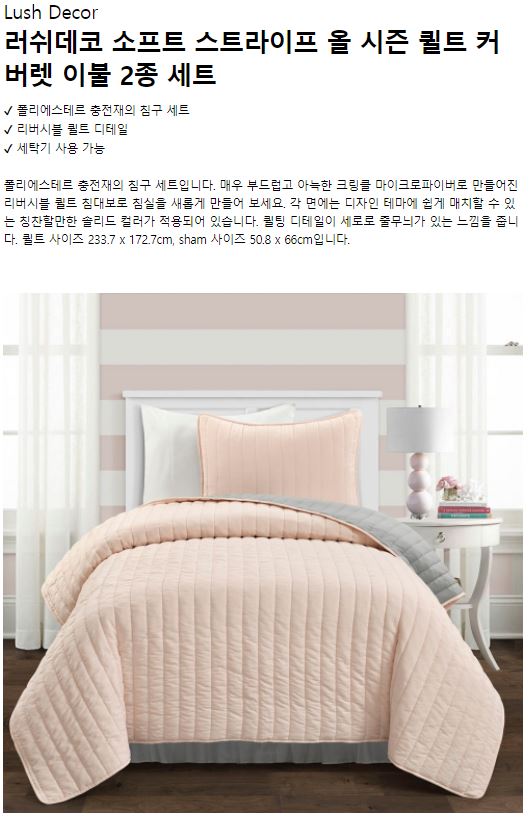 Lush Decor
러쉬데코 소프트 스트라이프 올 시즌 퀼트 커
버렛 이불 2종 세트
✓ 폴리에스테르 충전재의 침구 세트
✓ 리버시블 퀼트 디테일
✓ 세탁기 사용 가능
폴리에스테르 충전재의 침구 세트입니다. 매우 부드럽고 아늑한 크링클 마이크로파이버로 만들어진
리버시블 퀼트 침대보로 침실을 새롭게 만들어 보세요. 각 면에는 디자인 테마에 쉽게 매치할 수 있
는 칭찬할만한 솔리드 컬러가 적용되어 있습니다. 퀼팅 디테일이 세로로 줄무늬가 있는 느낌을 줍니
다. 퀼트 사이즈 233.7 x 172.7cm, sham 사이즈 50.8 x 66cm입니다.